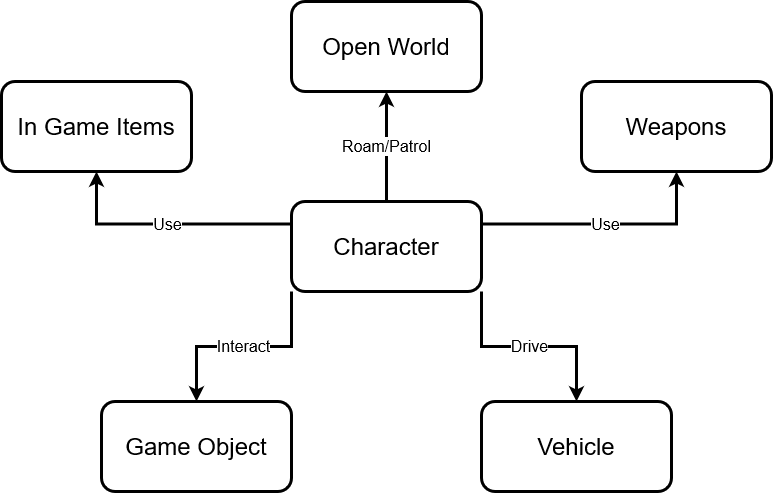 Open World
In Game Items
Weapons
Roam/Patrol
Use
Use
Character
Interact
Drive
Game Object
Vehicle